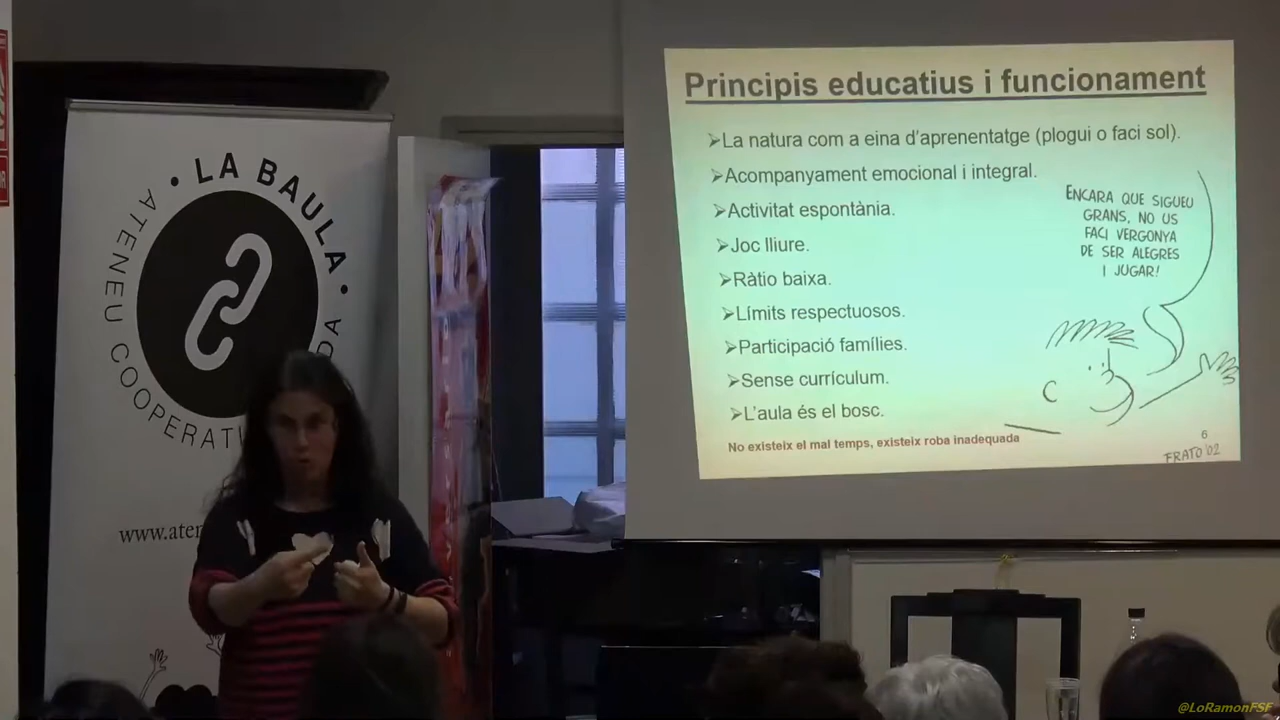 LA BAULA
ATENEU COOPERATI
DA
www.ate
Principis educatius i funcionament
➢La natura com a eina d'aprenentatge (plogui o faci sol).
➢Acompanyament emocional i integral.
➢Activitat espontània.
➢Joc lliure.
➢Ràtio baixa.
➢Límits respectuosos.
➢Participació famílies.
➢Sense currículum.
➢L'aula és el bosc.
No existeix el mal temps, existeix roba inadequada
ENCARA QUE SIGUEU
GRANS, NO US
FACI VERGONYA
DE SER ALEGRES
I JUGAR!
6
FRATO '02
@LoRamonFSF